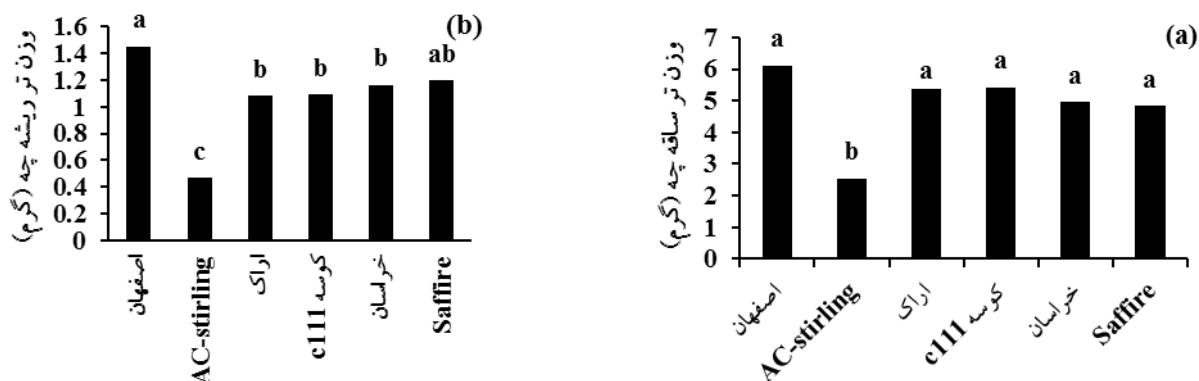 (b)
وزن تر ریشه چه (گرم)
1.6
1.4
1.2
1
0.8
0.6
0.4
0.2
0
a
c
b
b
b
ab
اصفهان
AC-stirling
اراک
کوسه c111
خراسان
Saffire
(a)
وزن تر ساقه چه (گرم)
7
6
5
4
3
2
1
0
a
b
a
a
a
a
اصفهان
AC-stirling
اراک
کوسه c111
خراسان
Saffire